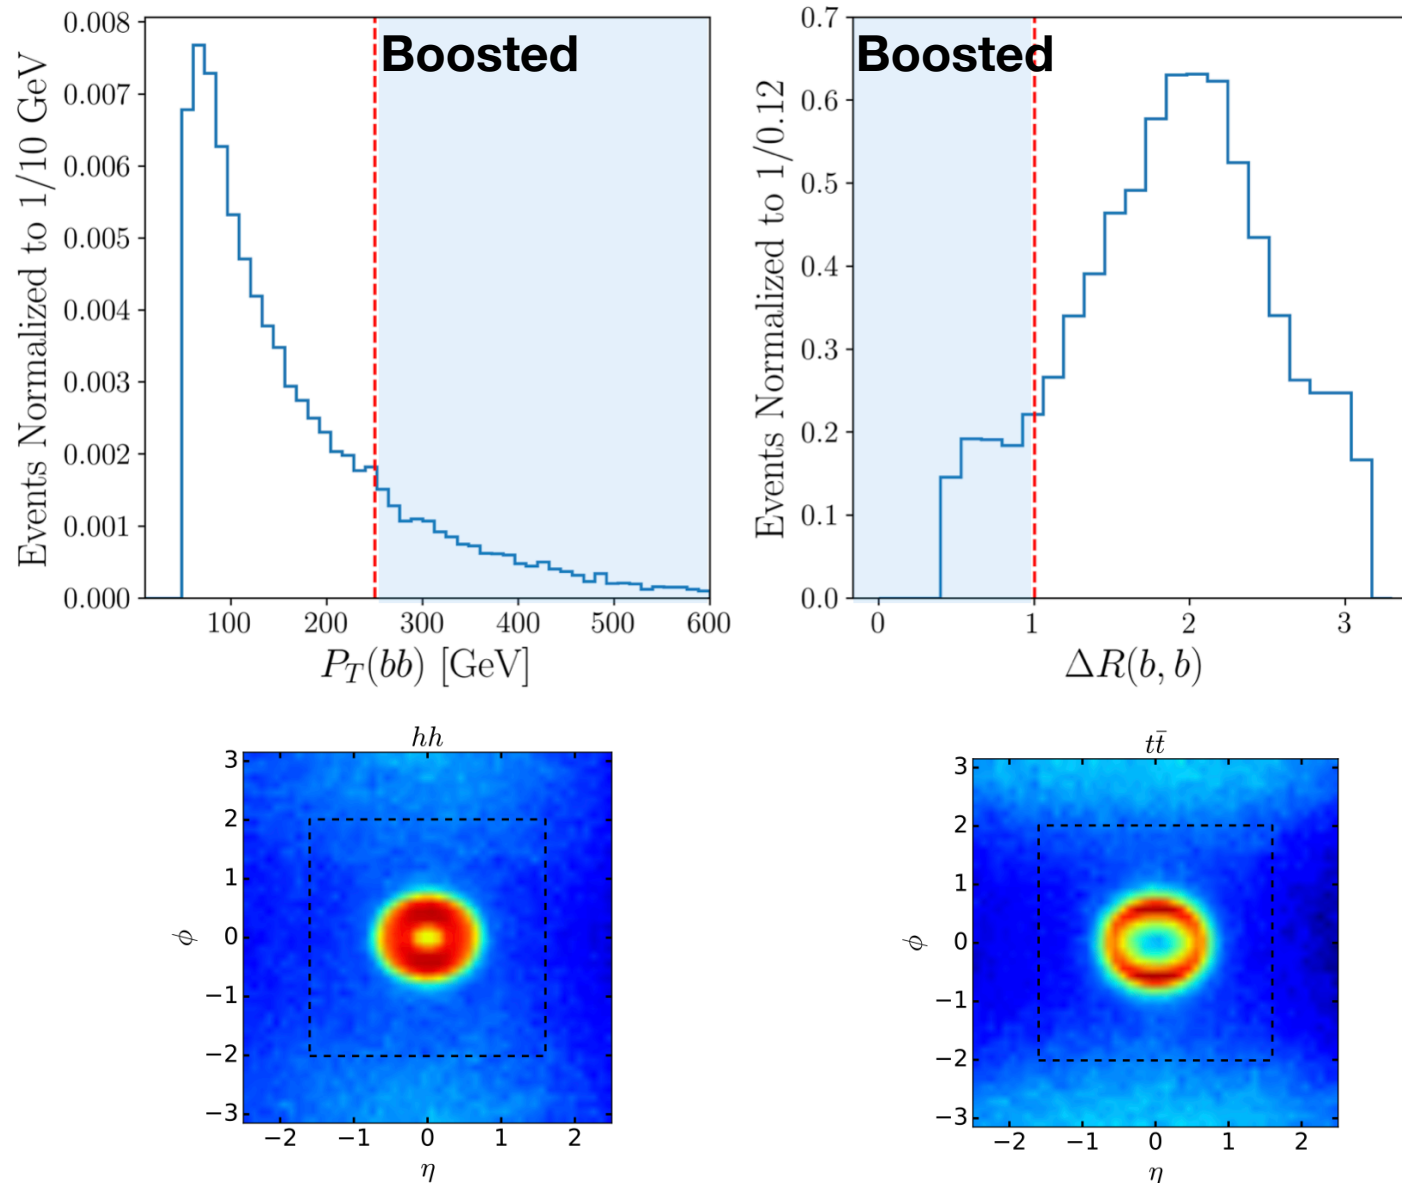 Boosted
Events Normalized to 1/10 GeV
0.008
0.007
0.006
0.005
0.004
0.003
0.002
0.001
0.000
100 200 300 400 500 600
P_T(bb) [GeV]
Boosted
Events Normalized to 1/0.12
0.7
0.6
0.5
0.4
0.3
0.2
0.1
0.0
0 1 2 3
ΔR(b, b)
hh
ϕ
3
2
1
0
−1
−2
−3
−2 −1 0 1 2
η
tt̄
ϕ
3
2
1
0
−1
−2
−3
−2 −1 0 1 2
η